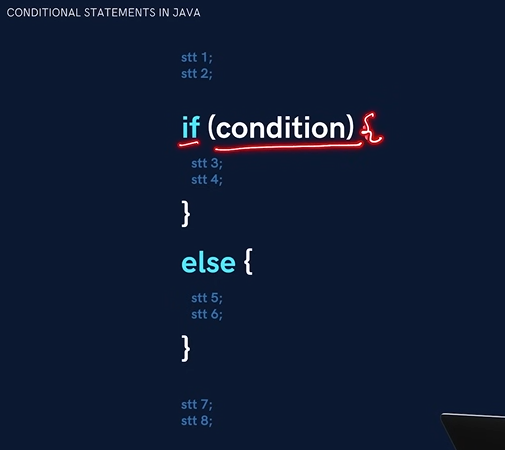 CONDITIONAL STATEMENTS IN JAVA
stt 1;
stt 2;
if (condition) {
stt 3;
stt 4;
}
else {
stt 5;
stt 6;
}
stt 7;
stt 8;